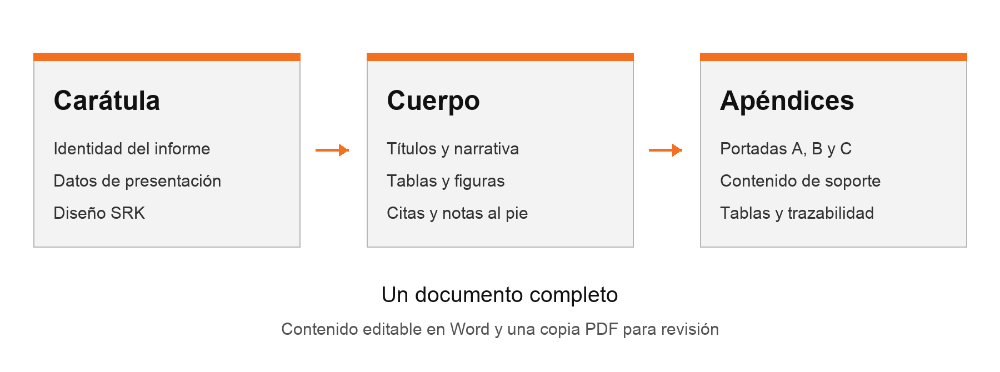 Carátula
Identidad del informe
Datos de presentación
Diseño SRK
Cuerpo
Títulos y narrativa
Tablas y figuras
Citas y notas al pie
Apéndices
Portadas A, B y C
Contenido de soporte
Tablas y trazabilidad
Un documento completo
Contenido editable en Word y una copia PDF para revisión